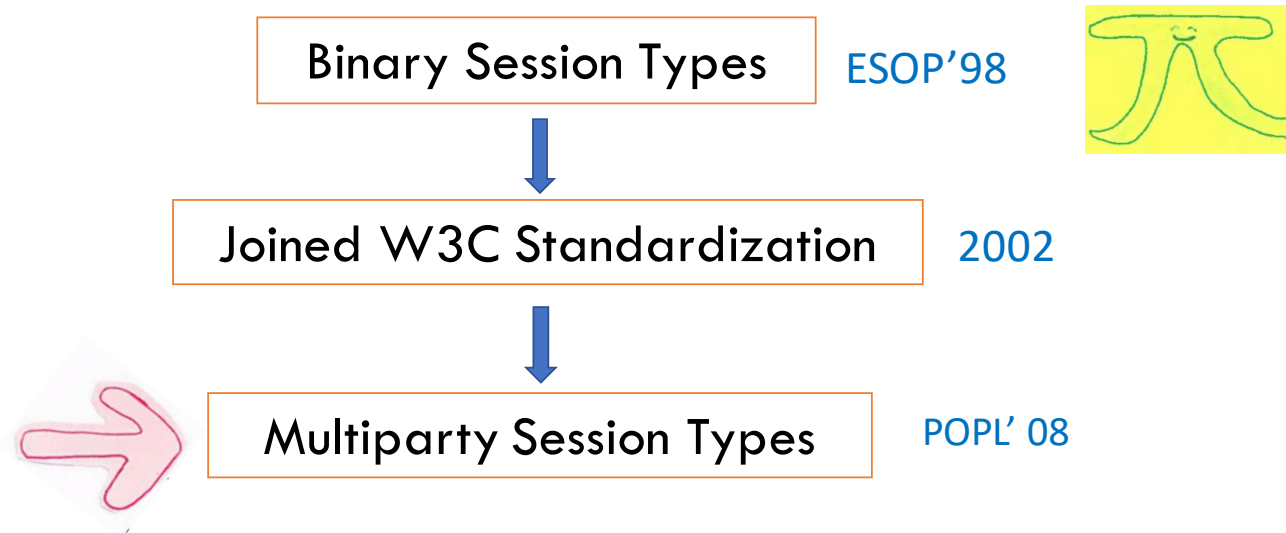 Binary Session Types ESOP’98
Joined W3C Standardization 2002
Multiparty Session Types POPL’ 08